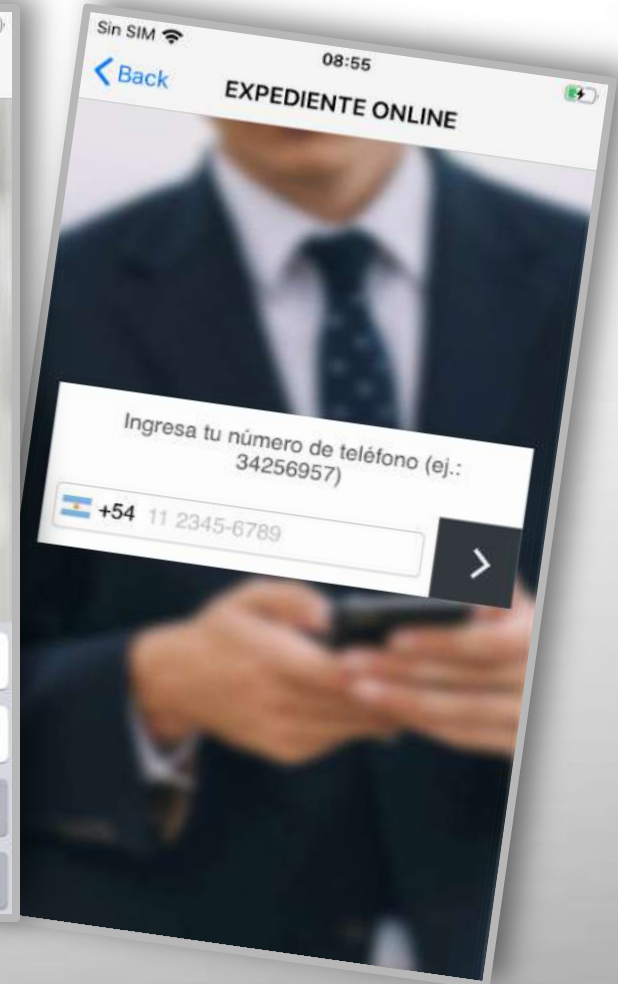 Sin SIM
08:55
Back
EXPEDIENTE ONLINE
Ingresa tu número de teléfono (ej.:
34256957)
+54 11 2345-6789